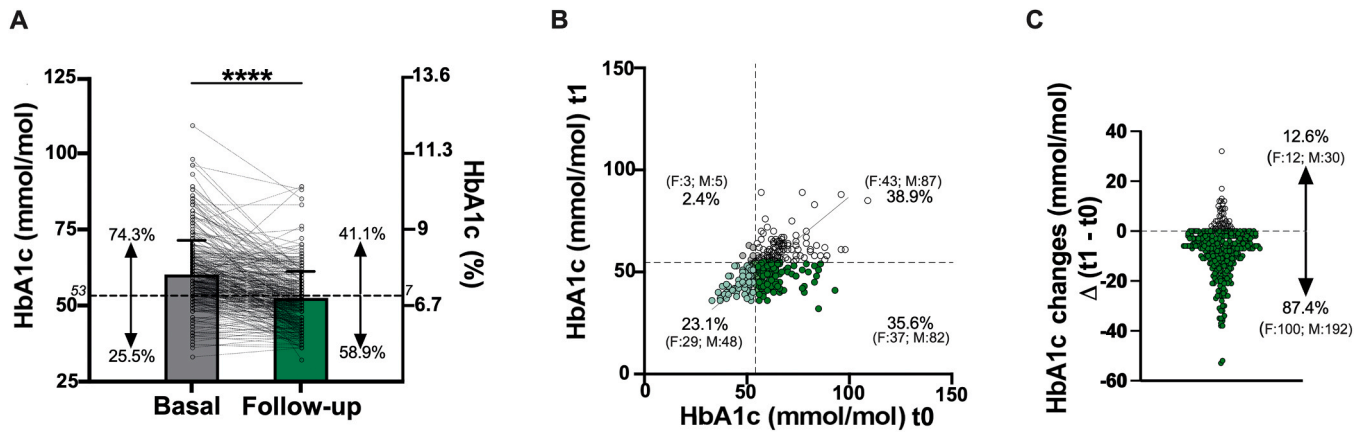 A
HbA1c (mmol/mol)
125
100
75
50
25
53
74.3%
25.5%
****
41.1%
58.9%
13.6
11.3
9
7
6.7
HbA1c (%)
Basal Follow-up
B
HbA1c (mmol/mol) t1
150
100
50
0
(F:3; M:5)
2.4%
(F:43; M:87)
38.9%
23.1%
(F:29; M:48)
35.6%
(F:37; M:82)
0 50 100 150
HbA1c (mmol/mol) t0
C
HbA1c changes (mmol/mol)
Δ (t1 - t0)
40
20
0
-20
-40
-60
12.6%
(F:12; M:30)
87.4%
(F:100; M:192)